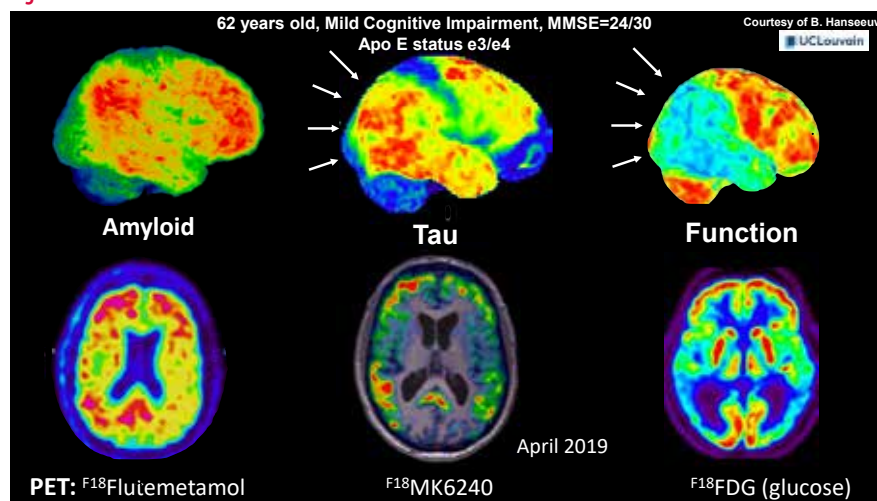 62 years old, Mild Cognitive Impairment, MMSE=24/30
Apo E status e3/e4
Courtesy of B. Hanseeuw
UCLouvain
Amyloid
Tau
Function
April 2019
PET: F18Flutemetamol
F18MK6240
F18FDG (glucose)